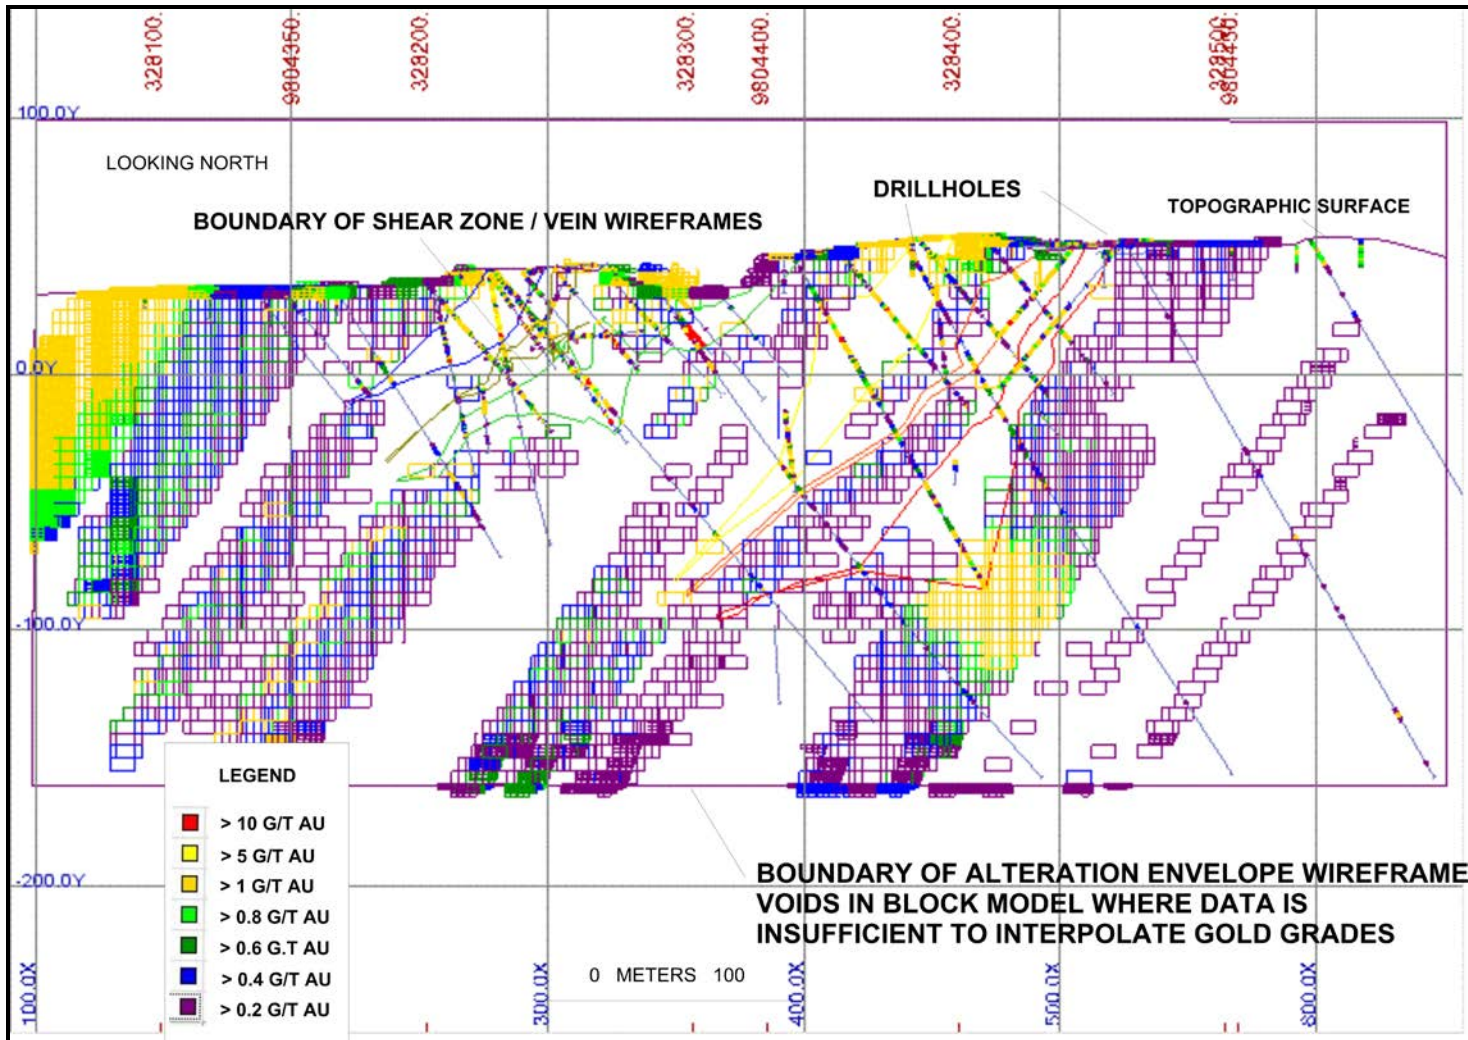 328100.
9804350.
328200.
328300.
9804400.
328400.
100.0Y
LOOKING NORTH
DRILLHOLES
TOPOGRAPHIC SURFACE
BOUNDARY OF SHEAR ZONE / VEIN WIREFRAMES
0.0Y
-100.0Y
LEGEND
> 10 G/T AU
> 5 G/T AU
> 1 G/T AU
> 0.8 G/T AU
> 0.6 G.T AU
> 0.4 G/T AU
> 0.2 G/T AU
BOUNDARY OF ALTERATION ENVELOPE WIREFRAME
VOIDS IN BLOCK MODEL WHERE DATA IS
INSUFFICIENT TO INTERPOLATE GOLD GRADES
-200.0Y
0 METERS 100
100.0X
300.0X
400.0X
500.0X